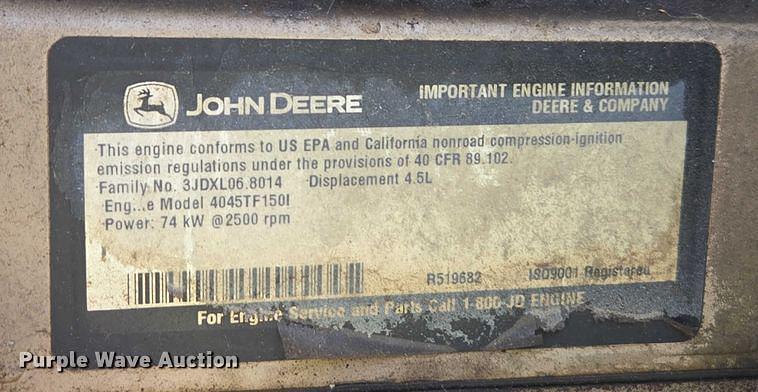 JOHN DEERE
IMPORTANT ENGINE INFORMATION
DEERE & COMPANY
This engine conforms to US EPA and California nonroad compression-ignition
emission regulations under the provisions of 40 CFR 89.102.
Family No. 3JDXL06.8014 Displacement 4.5L
Eng...e Model 4045TF150I
Power: 74 kW @2500 rpm
R519682 ISO9001 Registered
For Engine Service and Parts Call 1-800-JD ENGINE
Purple Wave Auction